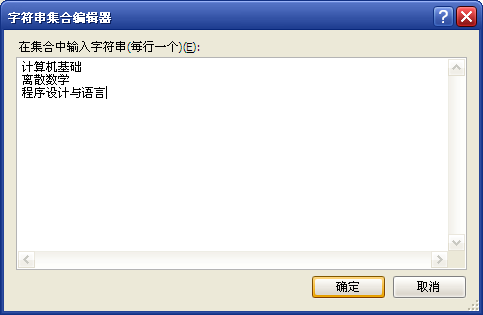 字符串集合编辑器
在集合中输入字符串(每行一个)(E):
计算机基础
离散数学
程序设计与语言
确定
取消